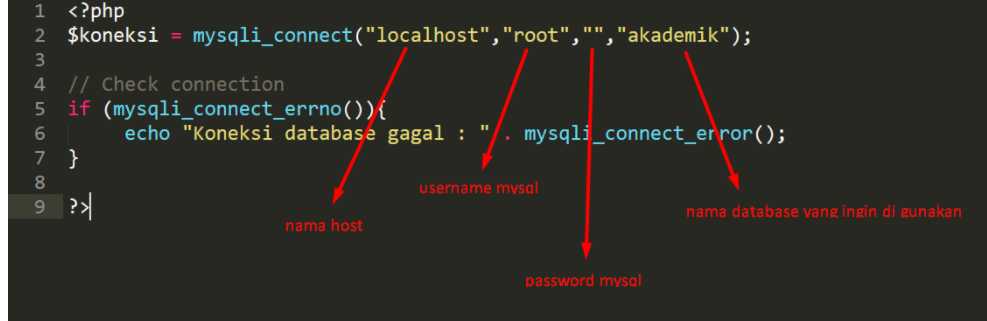 1 <?php
2 $koneksi = mysqli_connect("localhost","root","","akademik");
3
4 // Check connection
5 if (mysqli_connect_errno()){
6 echo "Koneksi database gagal : " . mysqli_connect_error();
7 }
8
9 ?>
username mysql
nama host
nama database yang ingin di gunakan
password mysql